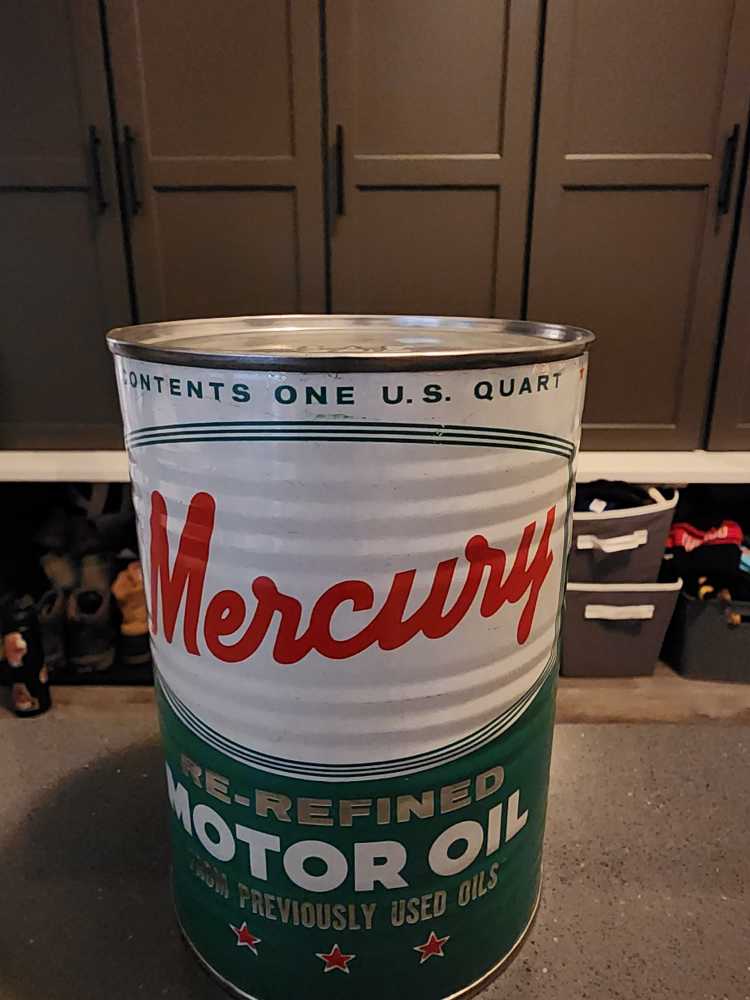 CONTENTS ONE U.S. QUART
Mercury
RE-REFINED
MOTOR OIL
FROM PREVIOUSLY USED OILS